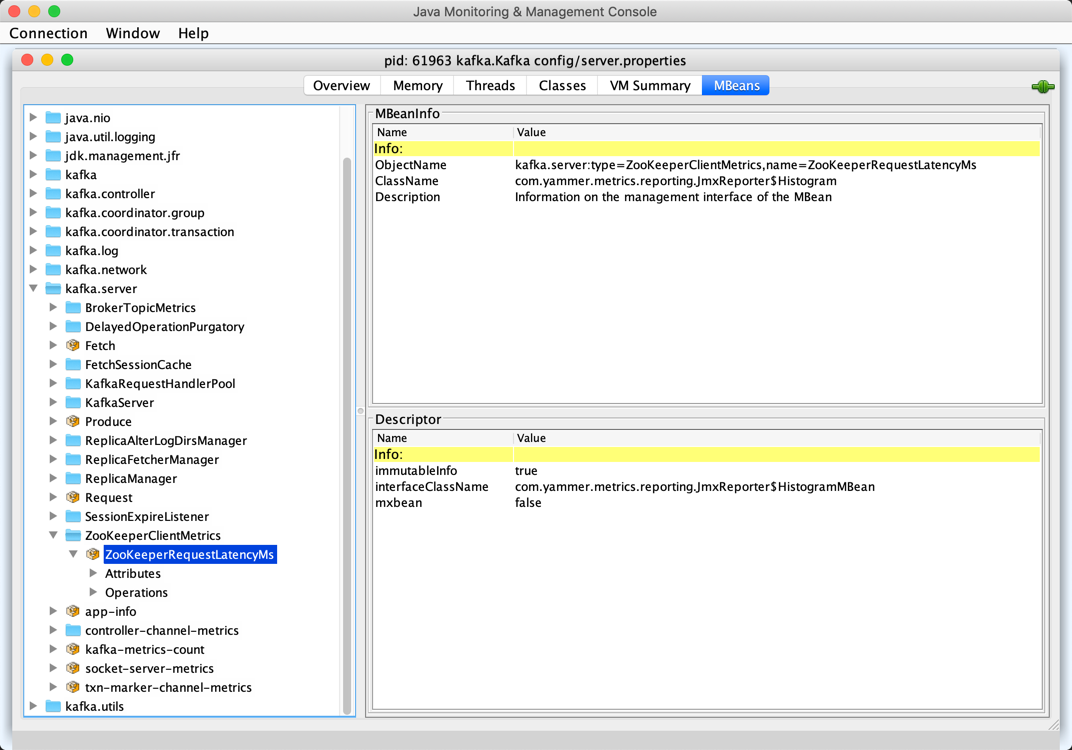 Java Monitoring & Management Console
Connection Window Help
pid: 61963 kafka.Kafka config/server.properties
Overview Memory Threads Classes VM Summary MBeans
java.nio
java.util.logging
jdk.management.jfr
kafka
kafka.controller
kafka.coordinator.group
kafka.coordinator.transaction
kafka.log
kafka.network
kafka.server
BrokerTopicMetrics
DelayedOperationPurgatory
Fetch
FetchSessionCache
KafkaRequestHandlerPool
KafkaServer
Produce
ReplicaAlterLogDirsManager
ReplicaFetcherManager
ReplicaManager
Request
SessionExpireListener
ZooKeeperClientMetrics
ZooKeeperRequestLatencyMs
Attributes
Operations
app-info
controller-channel-metrics
kafka-metrics-count
socket-server-metrics
txn-marker-channel-metrics
kafka.utils
MBeanInfo
Name Value
Info:
ObjectName kafka.server:type=ZooKeeperClientMetrics,name=ZooKeeperRequestLatencyMs
ClassName com.yammer.metrics.reporting.JmxReporter$Histogram
Description Information on the management interface of the MBean
Descriptor
Name Value
Info:
immutableInfo true
interfaceClassName com.yammer.metrics.reporting.JmxReporter$HistogramMBean
mxbean false